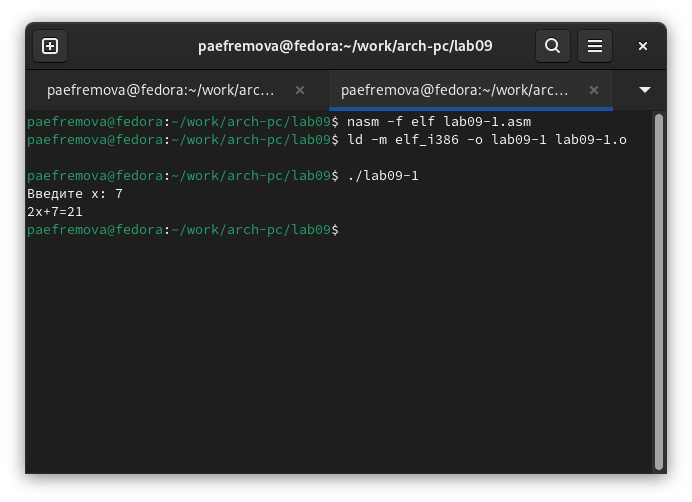 paefremova@fedora:~/work/arch-pc/lab09
paefremova@fedora:~/work/arc...
paefremova@fedora:~/work/arc...
paefremova@fedora:~/work/arch-pc/lab09$ nasm -f elf lab09-1.asm
paefremova@fedora:~/work/arch-pc/lab09$ ld -m elf_i386 -o lab09-1 lab09-1.o
paefremova@fedora:~/work/arch-pc/lab09$ ./lab09-1
Введите x: 7
2x+7=21
paefremova@fedora:~/work/arch-pc/lab09$